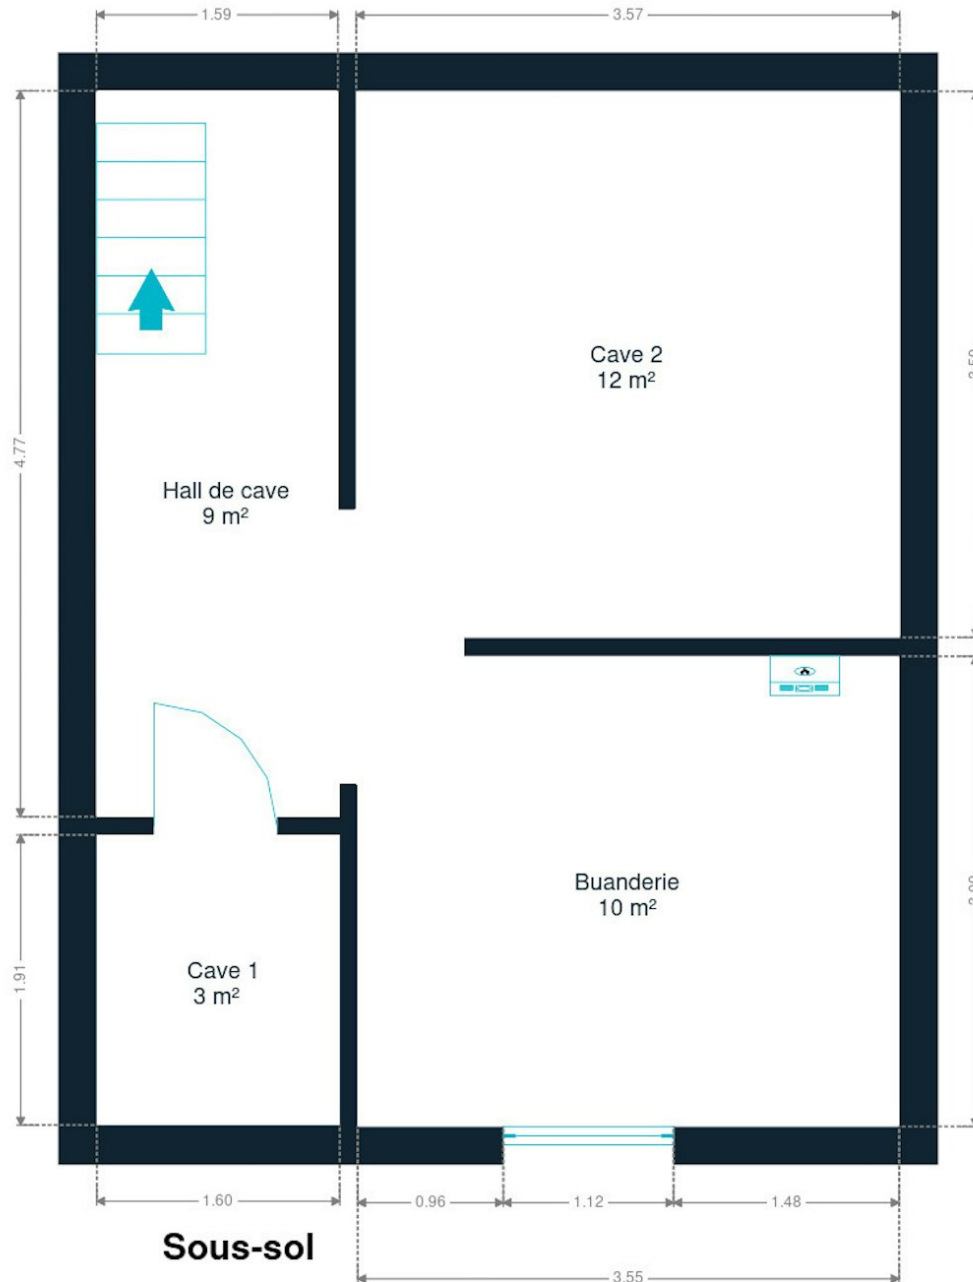 1.59
3.57
Cave 2
12 m²
4.77
Hall de cave
9 m²
Buanderie
10 m²
Cave 1
3 m²
1.91
1.60
0.96
1.12
1.48
Sous-sol
3.55